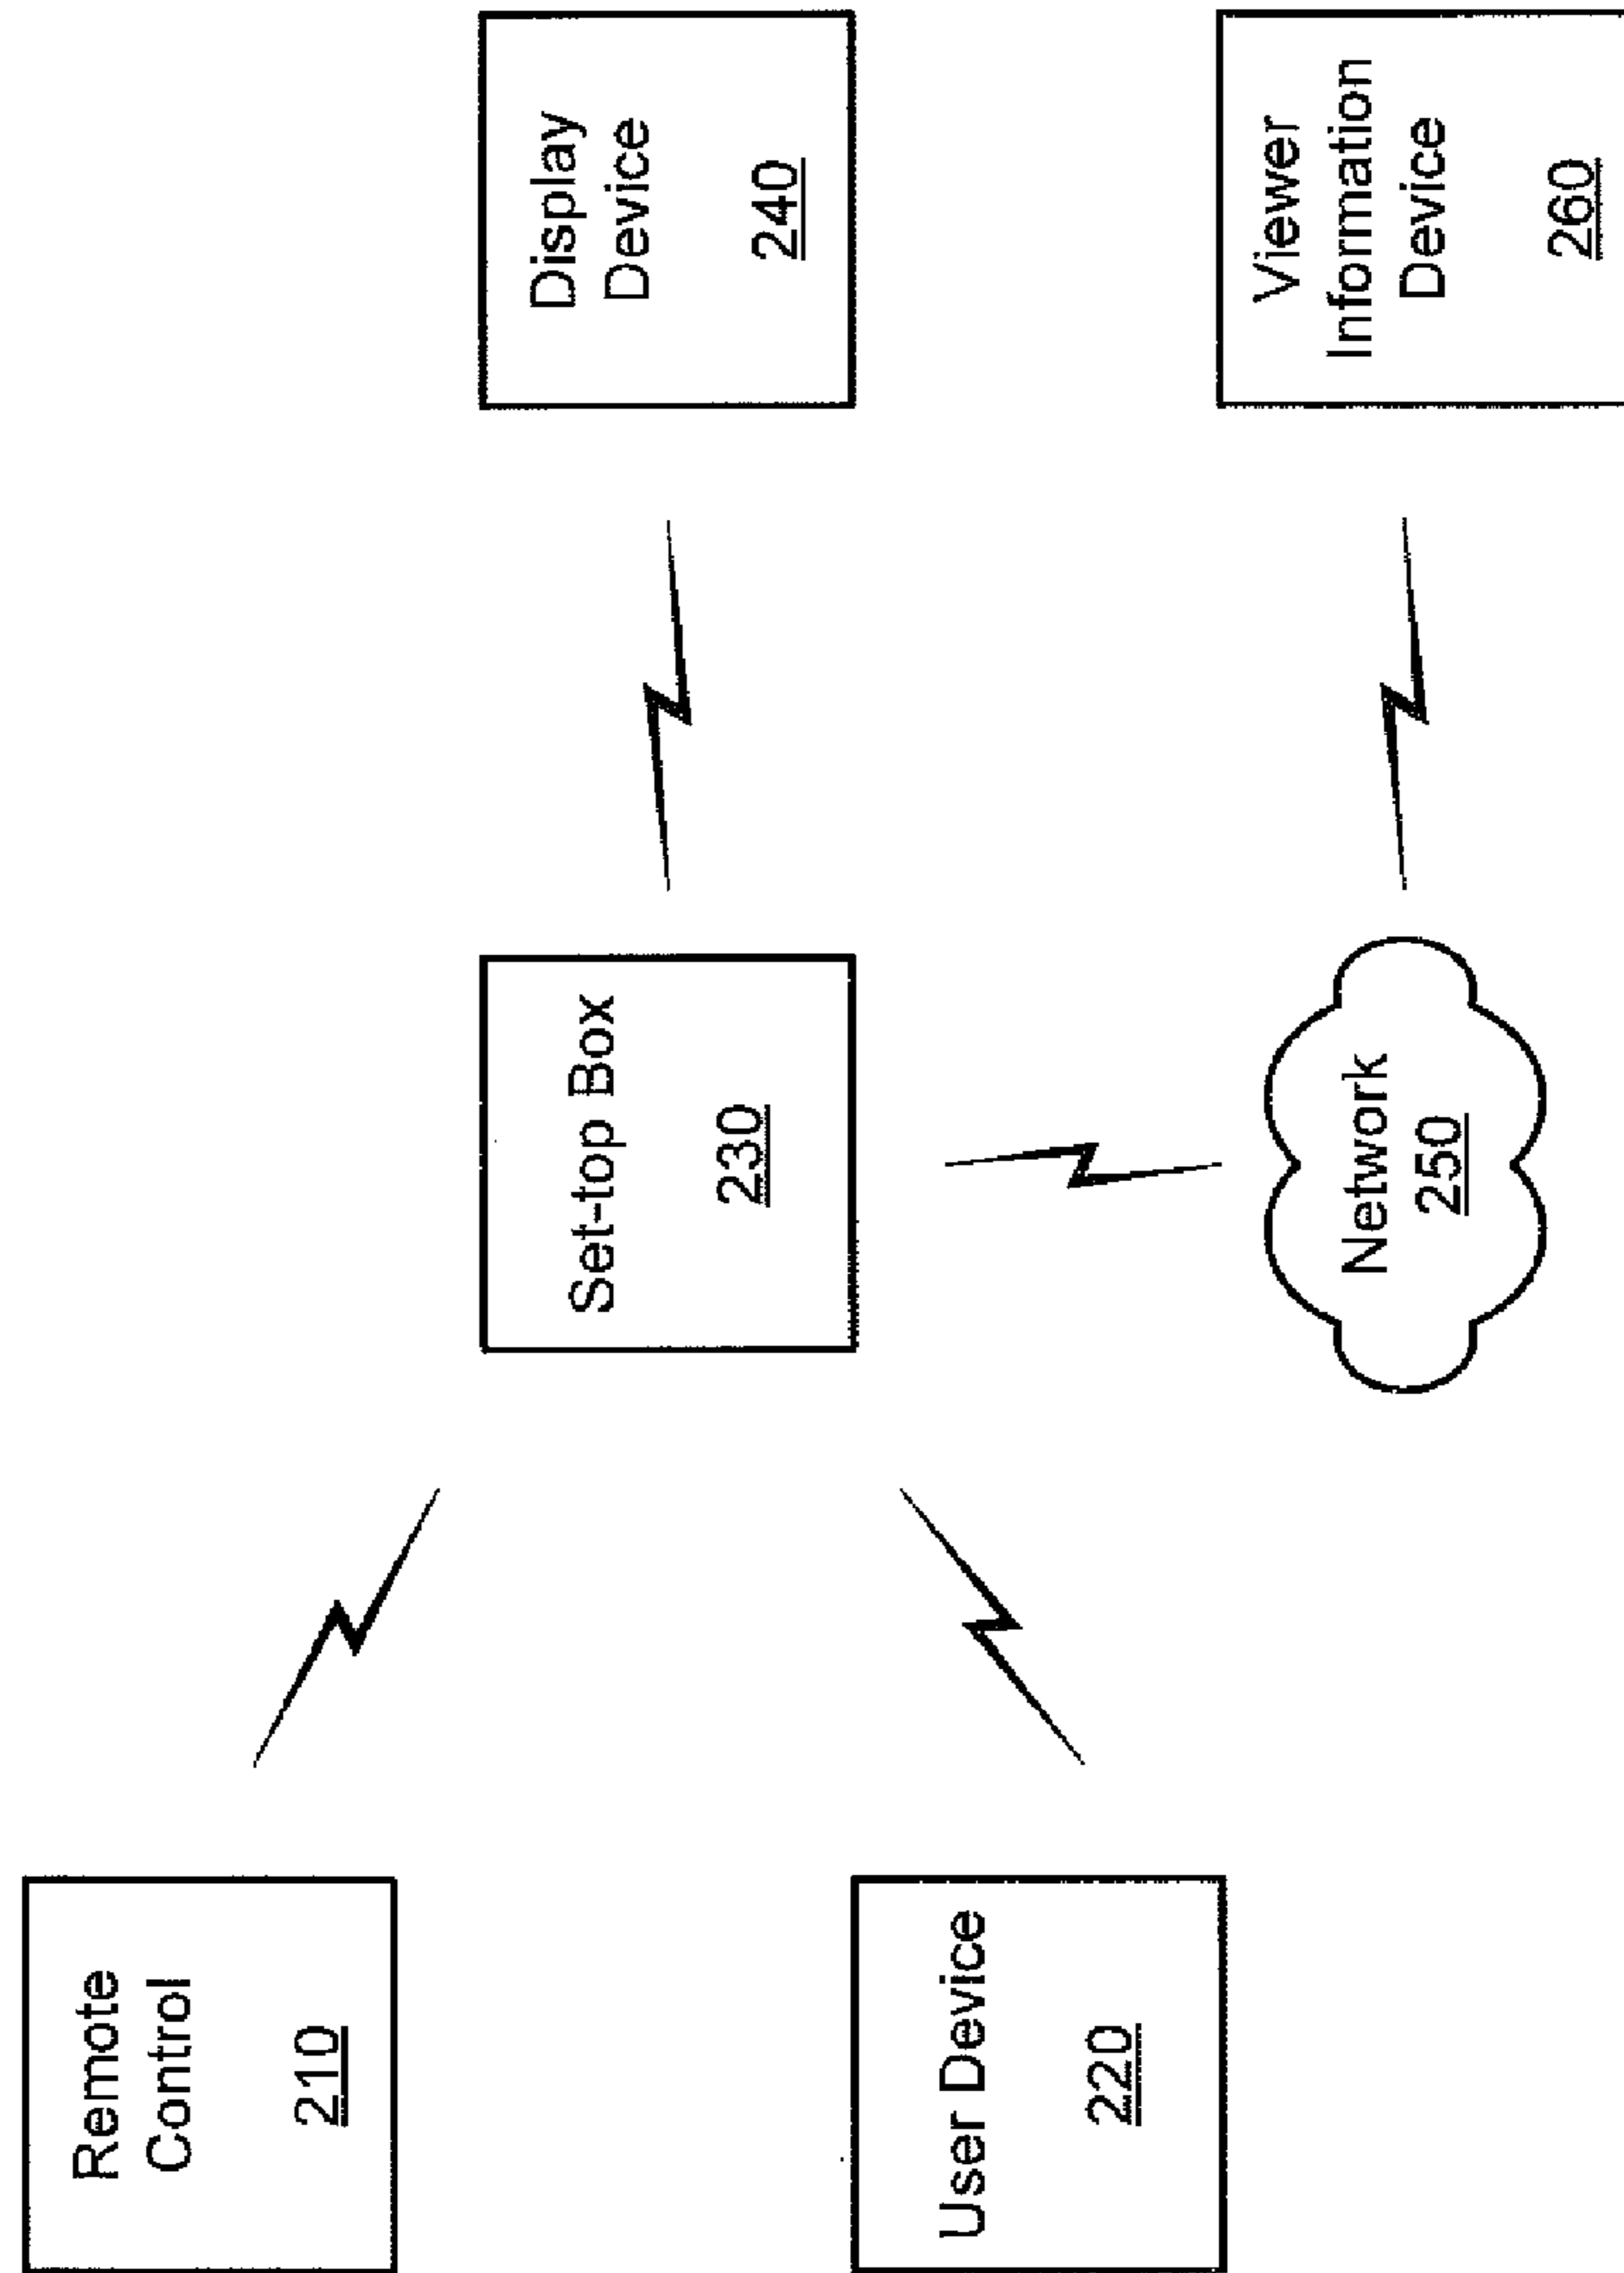 Remote
Control
210
User Device
220
Set-top Box
230
Network
250
Display
Device
240
Viewer
Information
Device
260